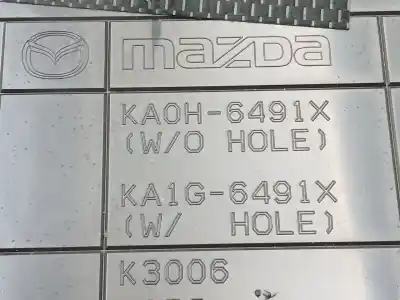 mazda
KA0H-6491X
(W/O HOLE)
KA1G-6491X
(W/ HOLE)
K3006